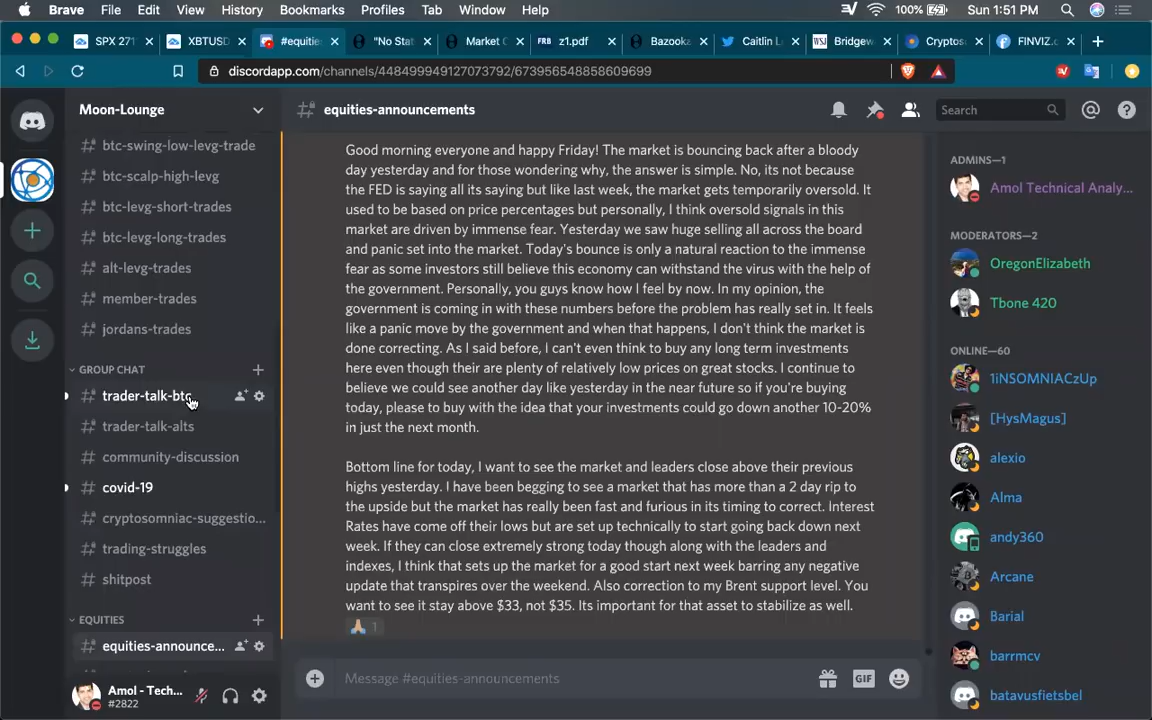 Brave File Edit View History Bookmarks Profiles Tab Window Help 100% Sun 1:51 PM
SPX 271 XBTUSD #equitie "No Sta Market C FRB z1.pdf Bazooka Caitlin L WSJ Bridgew Cryptos FINVIZ.c
discordapp.com/channels/448499949127073792/673956548858609699
Moon-Lounge
equities-announcements
Search
btc-swing-low-levg-trade
btc-scalp-high-levg
btc-levg-short-trades
btc-levg-long-trades
alt-levg-trades
member-trades
jordans-trades
GROUP CHAT
trader-talk-btc
trader-talk-alts
community-discussion
covid-19
cryptosomniac-suggestio...
trading-struggles
shitpost
EQUITIES
equities-announce...
Amol - Tech...
#2822
Good morning everyone and happy Friday! The market is bouncing back after a bloody
day yesterday and for those wondering why, the answer is simple. No, its not because
the FED is saying all its saying but like last week, the market gets temporarily oversold. It
used to be based on price percentages but personally, I think oversold signals in this
market are driven by immense fear. Yesterday we saw huge selling all across the board
and panic set into the market. Today's bounce is only a natural reaction to the immense
fear as some investors still believe this economy can withstand the virus with the help of
the government. Personally, you guys know how I feel by now. In my opinion, the
government is coming in with these numbers before the problem has really set in. It feels
like a panic move by the government and when that happens, I don't think the market is
done correcting. As I said before, I can't even think to buy any long term investments
here even though their are plenty of relatively low prices on great stocks. I continue to
believe we could see another day like yesterday in the near future so if you're buying
today, please to buy with the idea that your investments could go down another 10-20%
in just the next month.
Bottom line for today, I want to see the market and leaders close above their previous
highs yesterday. I have been begging to see a market that has more than a 2 day rip to
the upside but the market has really been fast and furious in its timing to correct. Interest
Rates have come off their lows but are set up technically to start going back down next
week. If they can close extremely strong today though along with the leaders and
indexes, I think that sets up the market for a good start next week barring any negative
update that transpires over the weekend. Also correction to my Brent support level. You
want to see it stay above $33, not $35. Its important for that asset to stabilize as well.
1
Message #equities-announcements
GIF
ADMINS—1
Amol Technical Analy...
MODERATORS—2
OregonElizabeth
Tbone 420
ONLINE—60
1iNSOMNIACzUp
[HysMagus]
alexio
Alma
andy360
Arcane
Barial
barrmcv
batavusfietsbel